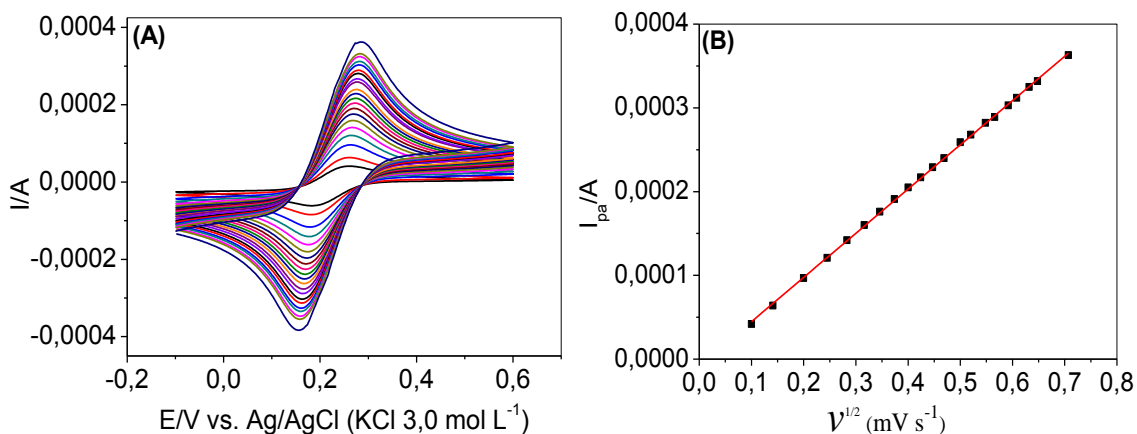 (A)
0,0004
0,0002
0,0000
-0,0002
-0,0004
I/A
-0,2 0,0 0,2 0,4 0,6
E/V vs. Ag/AgCl (KCl 3,0 mol L⁻¹)
(B)
0,0004
0,0003
0,0002
0,0001
0,0000
Iₚₐ/A
0,0 0,1 0,2 0,3 0,4 0,5 0,6 0,7 0,8
ν¹/² (mV s⁻¹)